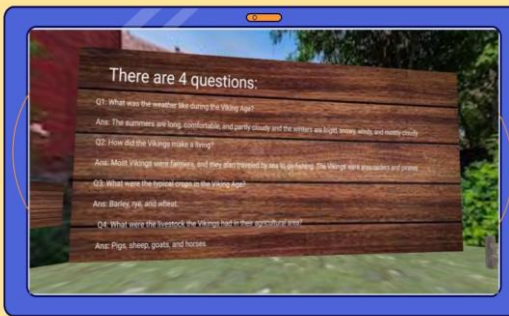 There are 4 questions:
Q1: What was the weather like during the Viking Age?
Ans: The summers are long, comfortable, and partly cloudy and the winters are bright, snowy, windy, and mostly cloudy
Q2: How did the Vikings make a living?
Ans: Most Vikings were farmers, and they also traveled by sea to go fishing. The Vikings were also raiders and pirates
Q3: What were the typical crops in the Viking Age?
Ans: Barley, rye, and wheat.
Q4: What were the livestock the Vikings had in their agricultural area?
Ans: Pigs, sheep, goats, and horses.